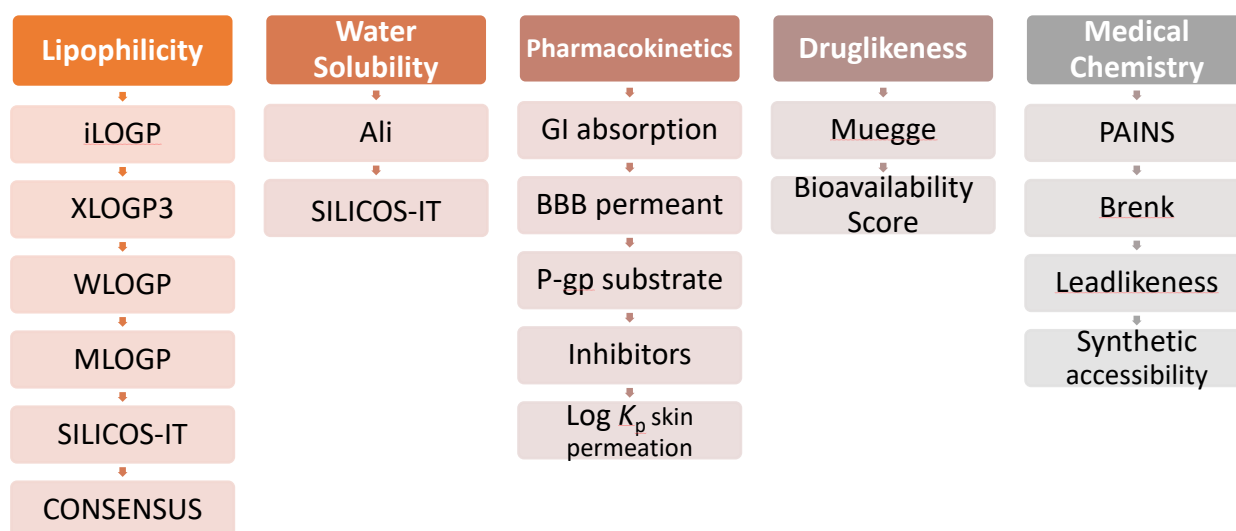 Lipophilicity
iLOGP
XLOGP3
WLOGP
MLOGP
SILICOS-IT
CONSENSUS
Water
Solubility
Ali
SILICOS-IT
Pharmacokinetics
GI absorption
BBB permeant
P-gp substrate
Inhibitors
Log Kp skin
permeation
Druglikeness
Muegge
Bioavailability
Score
Medical
Chemistry
PAINS
Brenk
Leadlikeness
Synthetic
accessibility